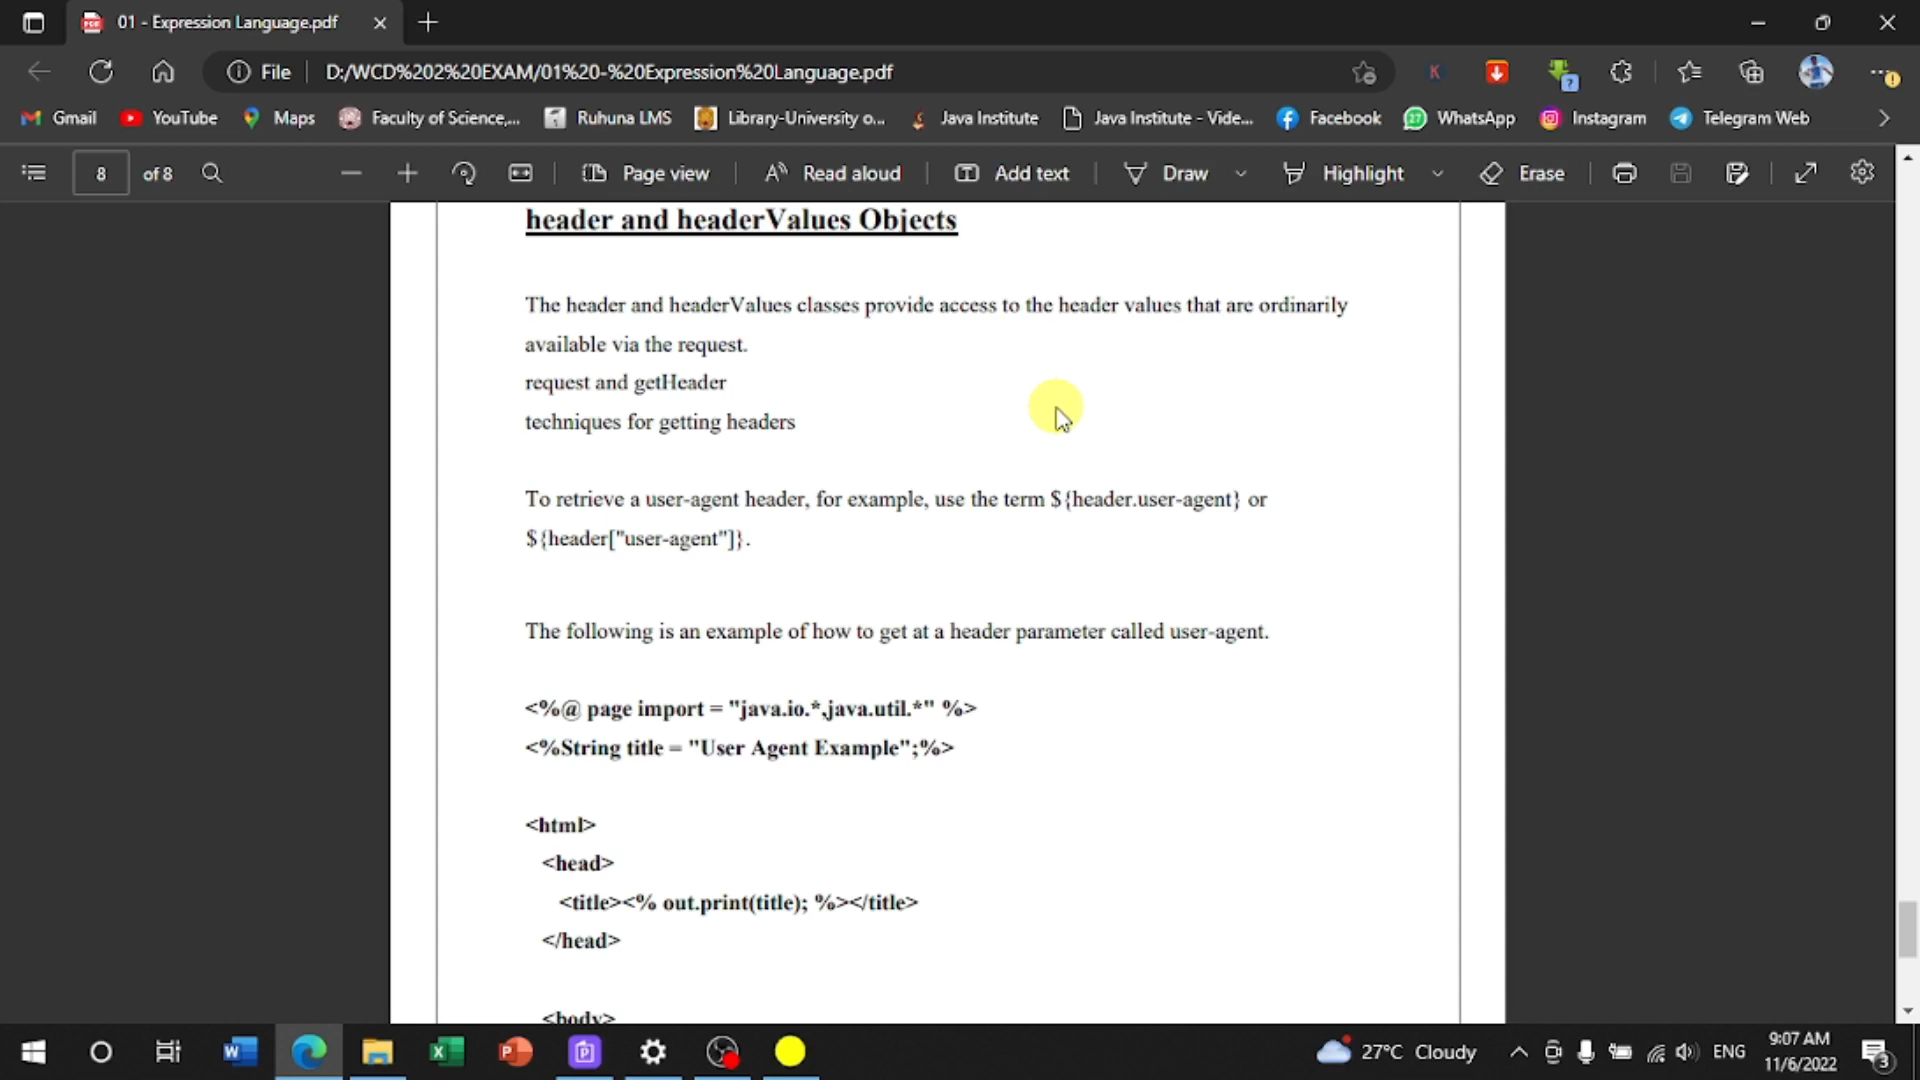 01 - Expression Language.pdf
File
D:/WCD%202%20EXAM/01%20-%20Expression%20Language.pdf
Gmail
YouTube
Maps
Faculty of Science,...
Ruhuna LMS
Library-University o...
Java Institute
Java Institute - Vide...
Facebook
WhatsApp
Instagram
Telegram Web
8
of 8
Page view
Read aloud
Add text
Draw
Highlight
Erase
header and headerValues Objects
The header and headerValues classes provide access to the header values that are ordinarily
available via the request.
request and getHeader
techniques for getting headers
To retrieve a user-agent header, for example, use the term ${header.user-agent} or
${header["user-agent"]}.
The following is an example of how to get at a header parameter called user-agent.
<%@ page import = "java.io.*,java.util.*" %>
<%String title = "User Agent Example";%>
<html>
<head>
<title><% out.print(title); %></title>
</head>
<body>
27°C Cloudy
ENG
9:07 AM
11/6/2022
3